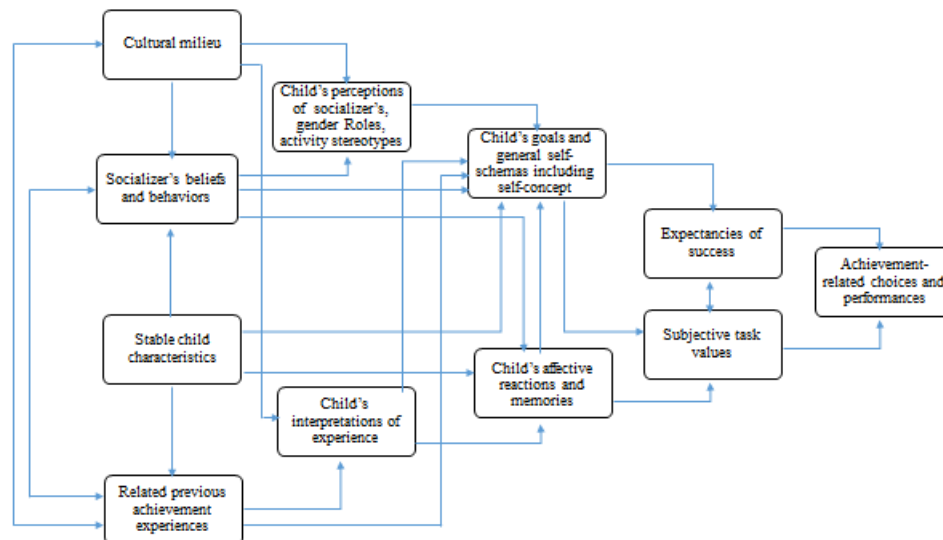 Cultural milieu
Child's perceptions
of socializer's,
gender Roles,
activity stereotypes
Child's goals and
general self-
schemas including
self-concept
Socializer's beliefs
and behaviors
Expectancies of
success
Achievement-
related choices and
performances
Stable child
characteristics
Subjective task
values
Child's affective
reactions and
memories
Child's
interpretations of
experience
Related previous
achievement
experiences